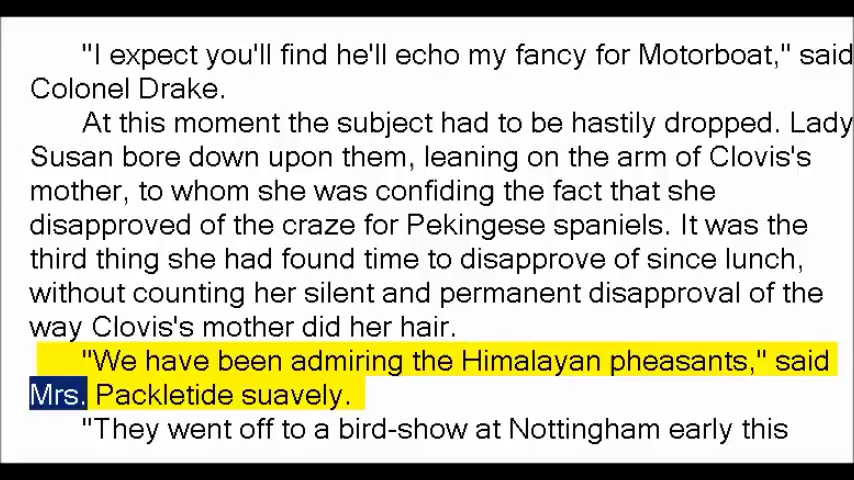 "I expect you'll find he'll echo my fancy for Motorboat," said
Colonel Drake.
At this moment the subject had to be hastily dropped. Lady
Susan bore down upon them, leaning on the arm of Clovis's
mother, to whom she was confiding the fact that she
disapproved of the craze for Pekingese spaniels. It was the
third thing she had found time to disapprove of since lunch,
without counting her silent and permanent disapproval of the
way Clovis's mother did her hair.
"We have been admiring the Himalayan pheasants," said
Mrs. Packletide suavely.
"They went off to a bird-show at Nottingham early this